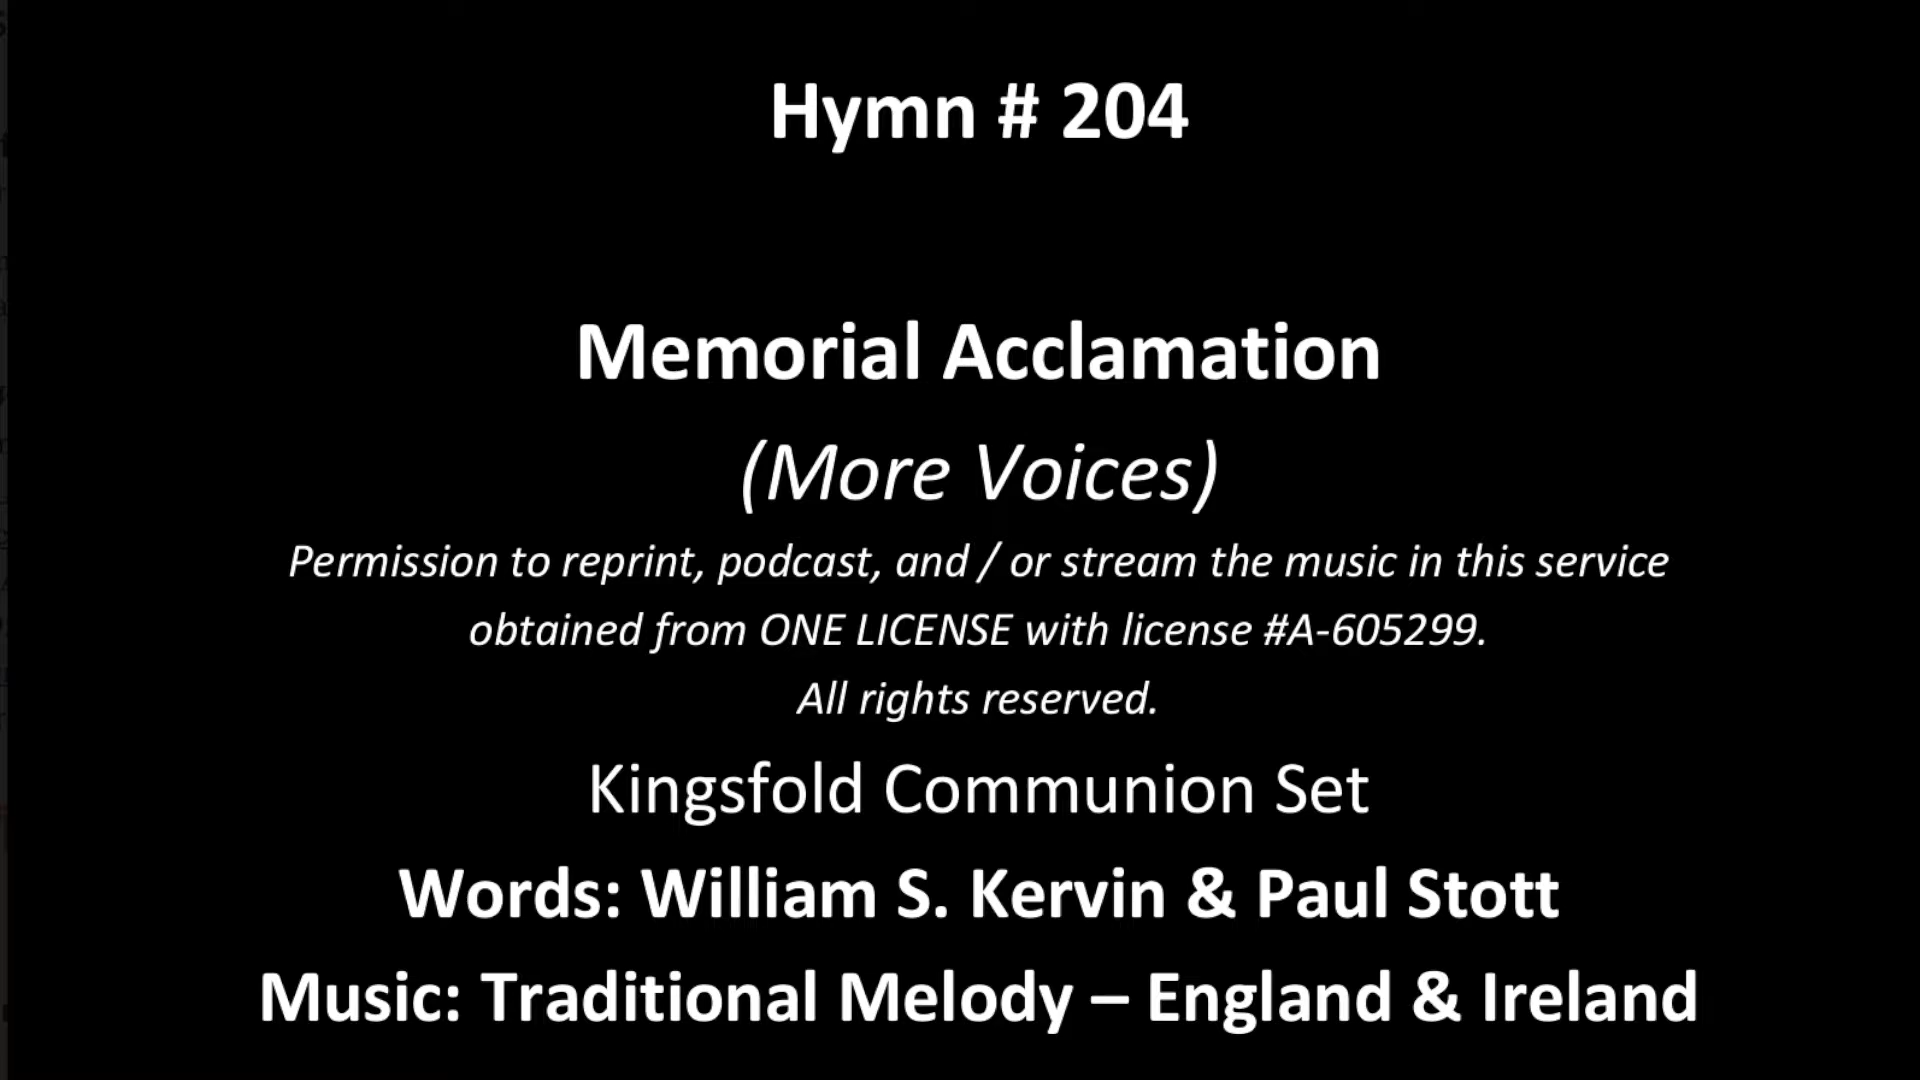 Hymn # 204
Memorial Acclamation
(More Voices)
Permission to reprint, podcast, and / or stream the music in this service
obtained from ONE LICENSE with license #A-605299.
All rights reserved.
Kingsfold Communion Set
Words: William S. Kervin & Paul Stott
Music: Traditional Melody – England & Ireland